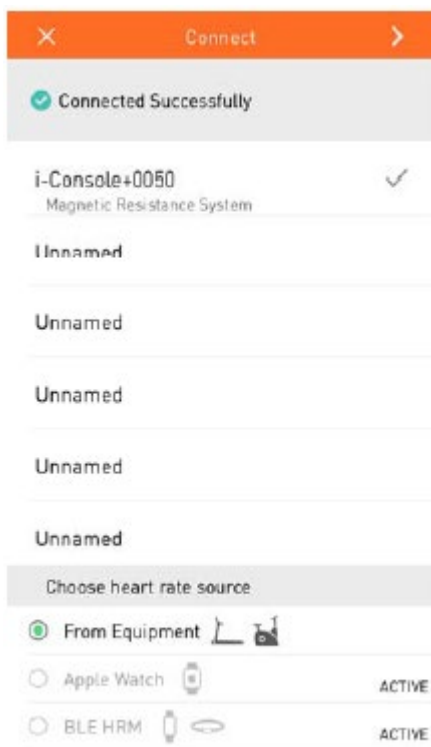 Connect
Connected Successfully
i-Console+0050
Magnetic Resistance System
Unnamed
Unnamed
Unnamed
Unnamed
Unnamed
Choose heart rate source
From Equipment
Apple Watch
ACTIVE
BLE HRM
ACTIVE